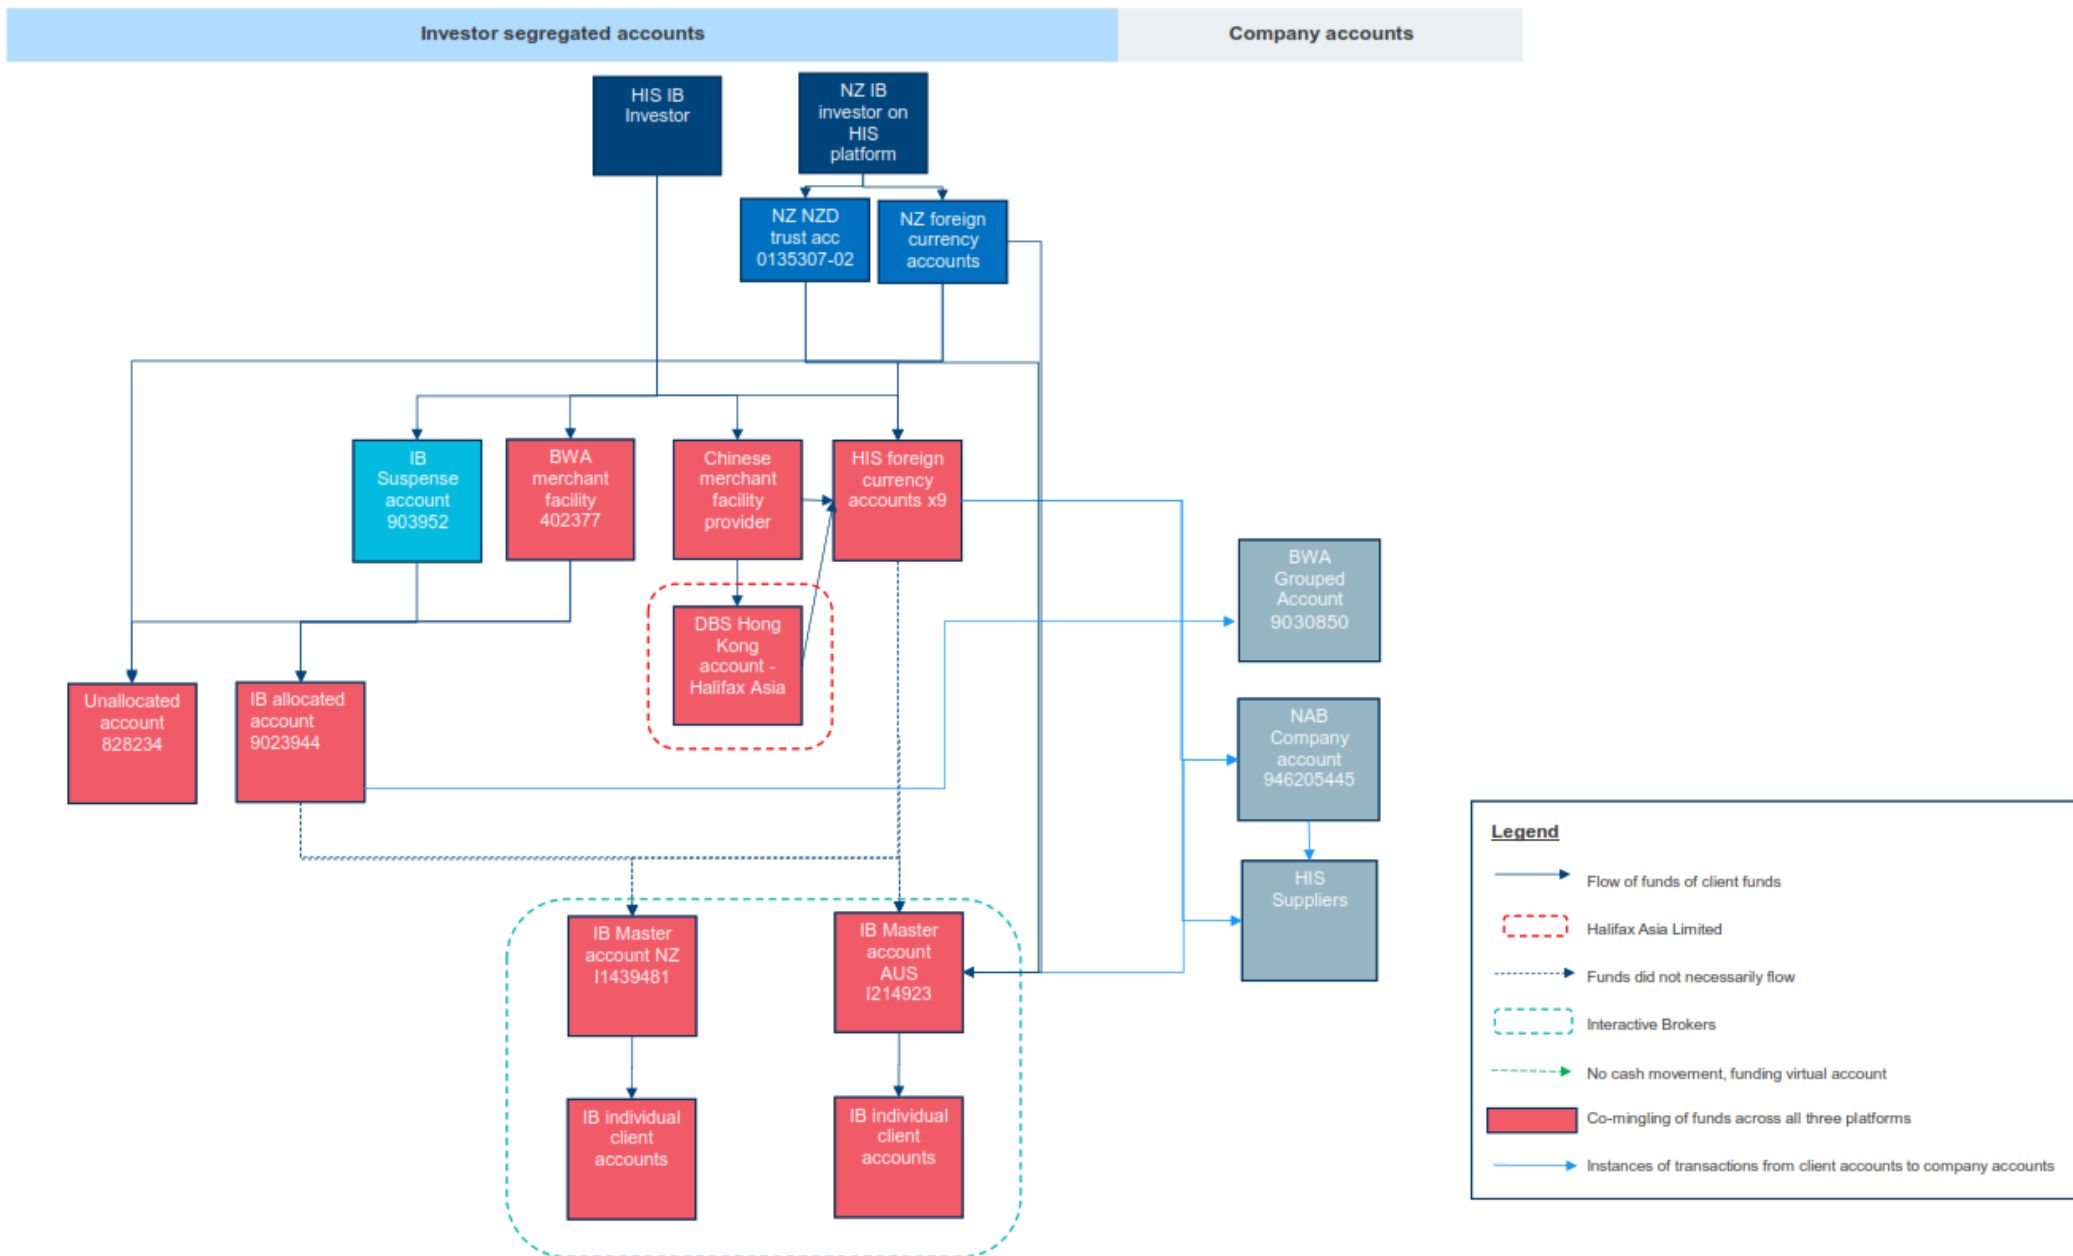 Investor segregated accounts
Company accounts
HIS IB
Investor
NZ IB
investor on
HIS
platform
NZ NZD
trust acc
0135307-02
NZ foreign
currency
accounts
IB
Suspense
account
903952
BWA
merchant
facility
402377
Chinese
merchant
facility
provider
HIS foreign
currency
accounts x9
BWA
Grouped
Account
9030850
DBS Hong
Kong
account -
Halifax Asia
Unallocated
account
828234
IB allocated
account
9023944
NAB
Company
account
946205445
HIS
Suppliers
IB Master
account NZ
I1439481
IB Master
account
AUS
I214923
IB individual
client
accounts
IB individual
client
accounts
Legend
Flow of funds of client funds
Halifax Asia Limited
Funds did not necessarily flow
Interactive Brokers
No cash movement, funding virtual account
Co-mingling of funds across all three platforms
Instances of transactions from client accounts to company accounts